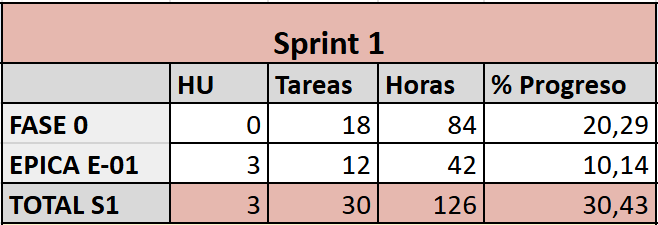 Sprint 1
HU Tareas Horas % Progreso
FASE 0 0 18 84 20,29
EPICA E-01 3 12 42 10,14
TOTAL S1 3 30 126 30,43